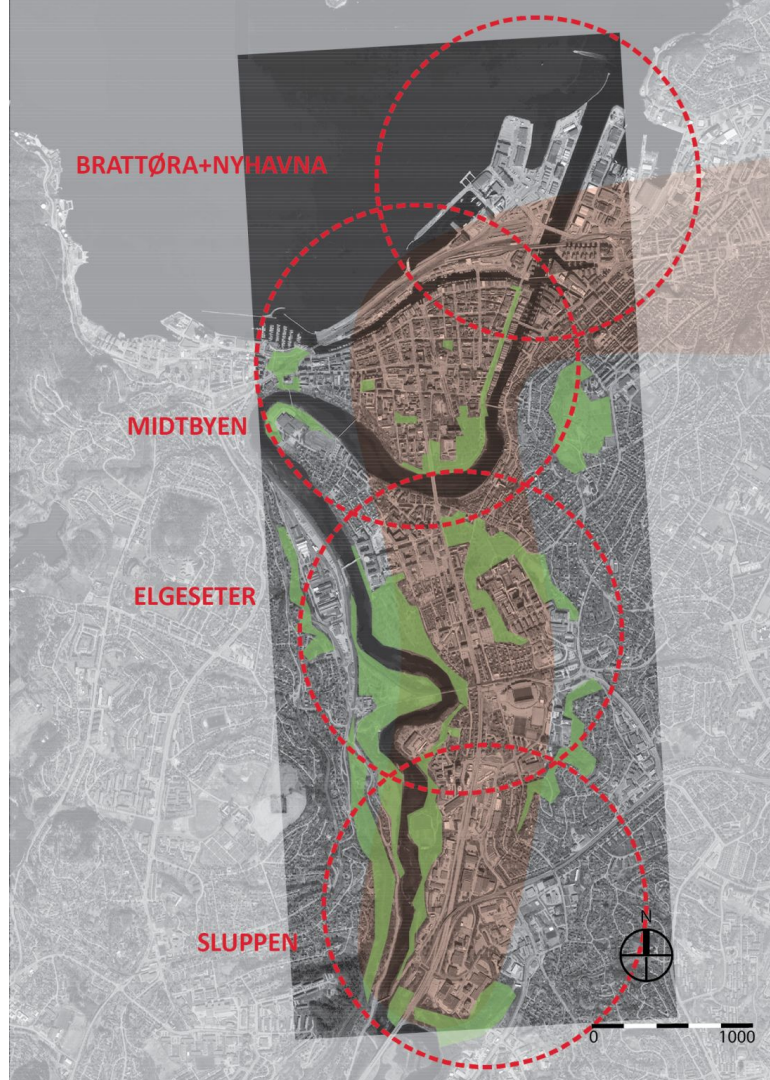 BRATTØRA+NYHAVNA
MIDTBYEN
ELGESETER
SLUPPEN
N
0
1000